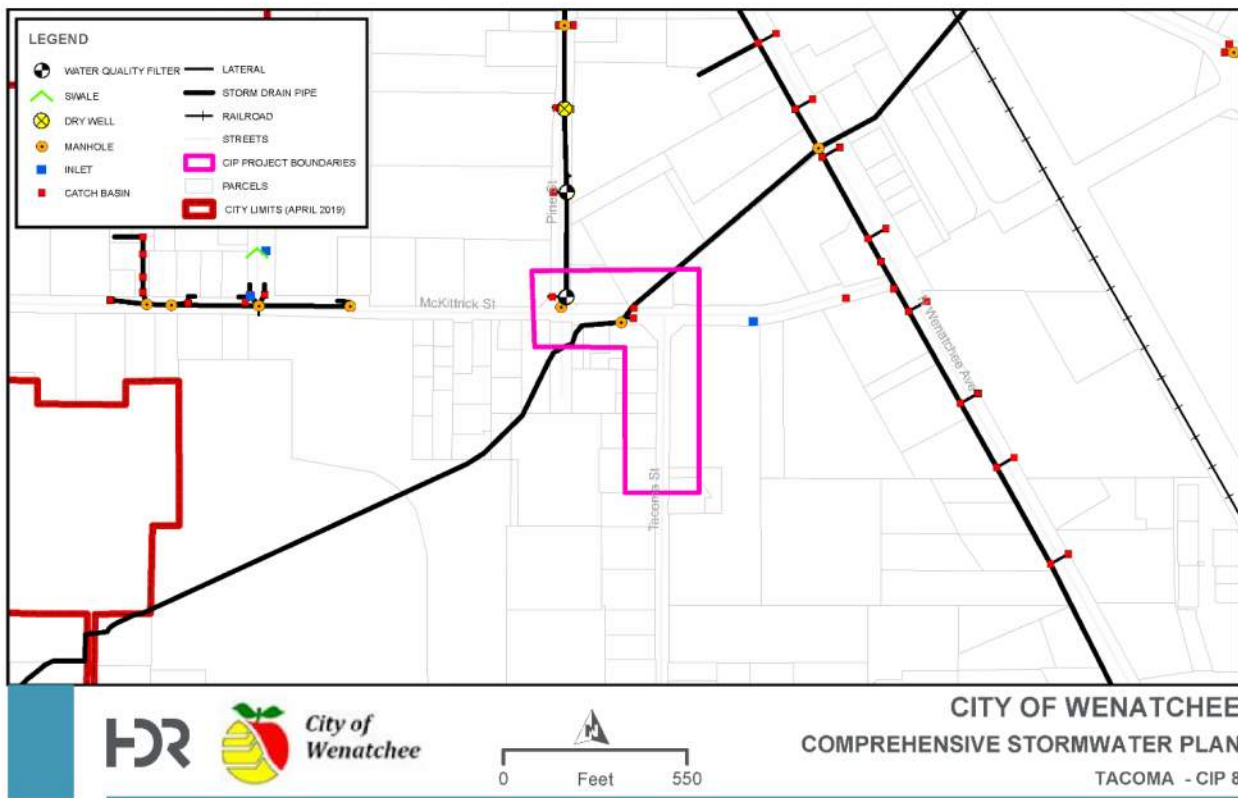 LEGEND
WATER QUALITY FILTER
SWALE
DRY WELL
MANHOLE
INLET
CATCH BASIN
LATERAL
STORM DRAIN PIPE
RAILROAD
STREETS
CIP PROJECT BOUNDARIES
PARCELS
CITY LIMITS (APRIL 2019)
Pine St
McKittrick St
N Wenatchee Ave
Tacoma St
HDR
City of
Wenatchee
N
0 Feet 550
CITY OF WENATCHEE
COMPREHENSIVE STORMWATER PLAN
TACOMA - CIP 8